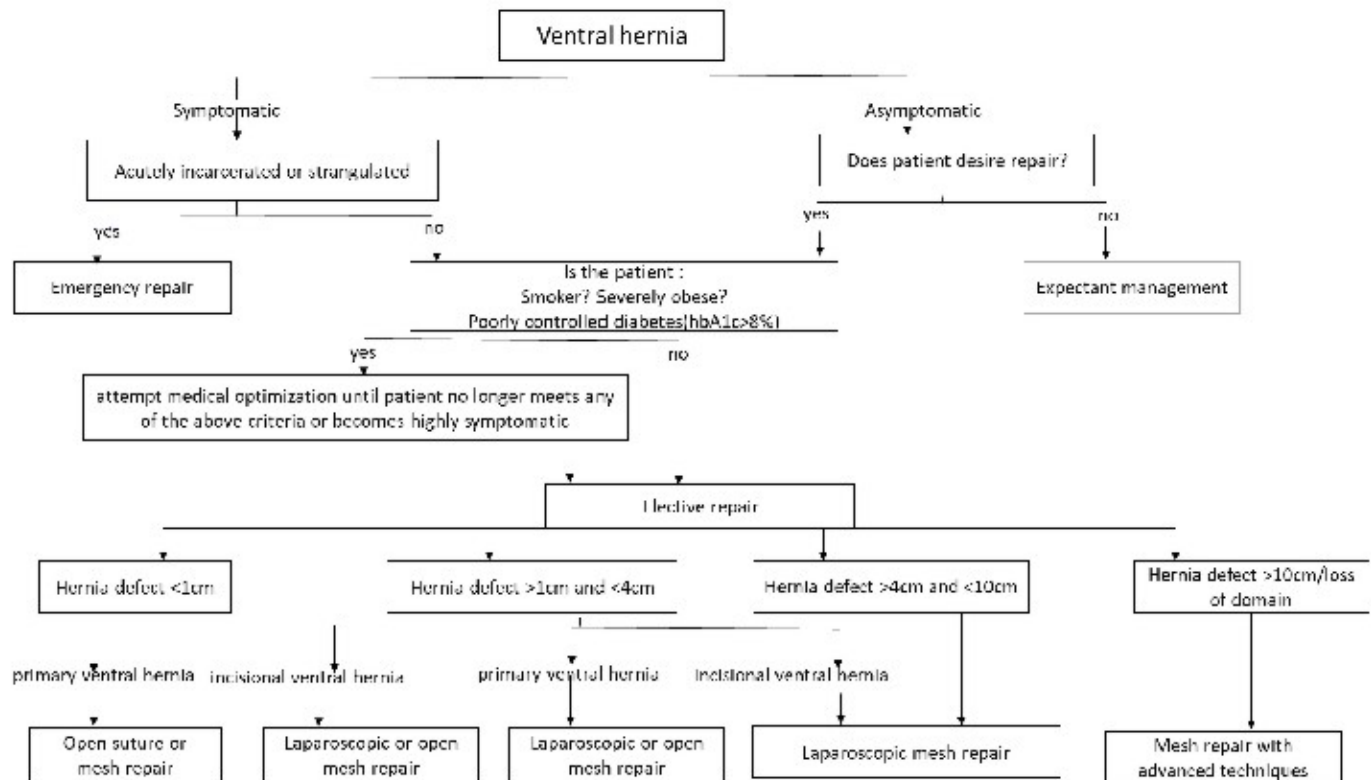 Ventral hernia
Symptomatic
Asymptomatic
Acutely incarcerated or strangulated
Does patient desire repair?
yes
no
yes
no
Emergency repair
Is the patient :
Smoker? Severely obese?
Poorly controlled diabetes(hbA1c>8%)
Expectant management
yes
no
attempt medical optimization until patient no longer meets any
of the above criteria or becomes highly symptomatic
Elective repair
Hernia defect <1cm
Hernia defect >1cm and <4cm
Hernia defect >4cm and <10cm
Hernia defect >10cm/loss
of domain
primary ventral hernia
incisional ventral hernia
primary ventral hernia
incisional ventral hernia
Open suture or
mesh repair
Laparoscopic or open
mesh repair
Laparoscopic or open
mesh repair
Laparoscopic mesh repair
Mesh repair with
advanced techniques